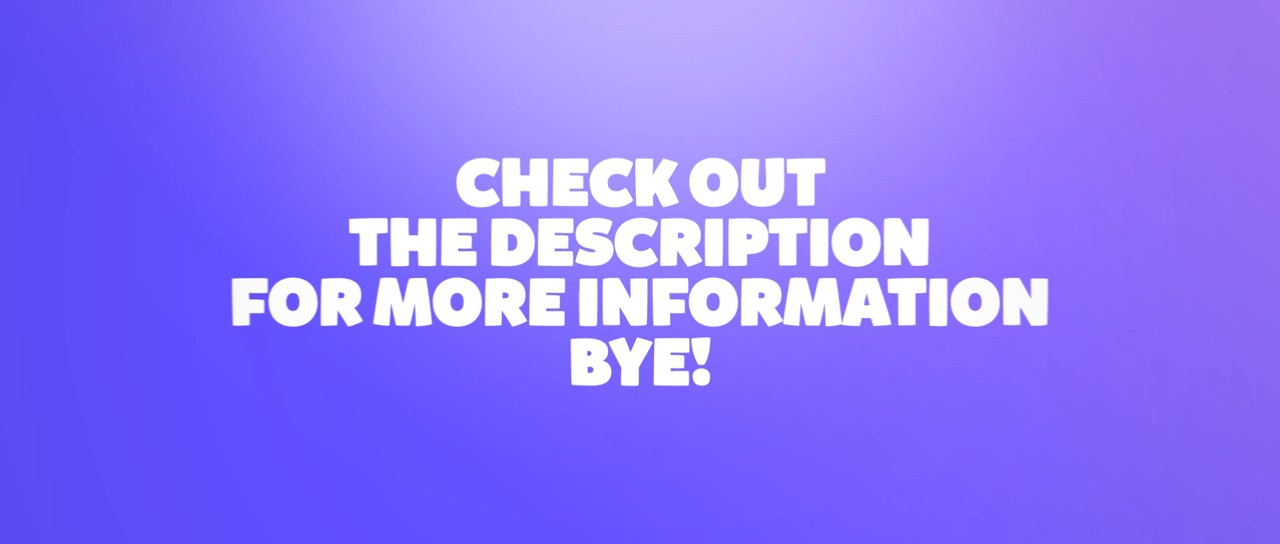 CHECK OUT
THE DESCRIPTION
FOR MORE INFORMATION
BYE!